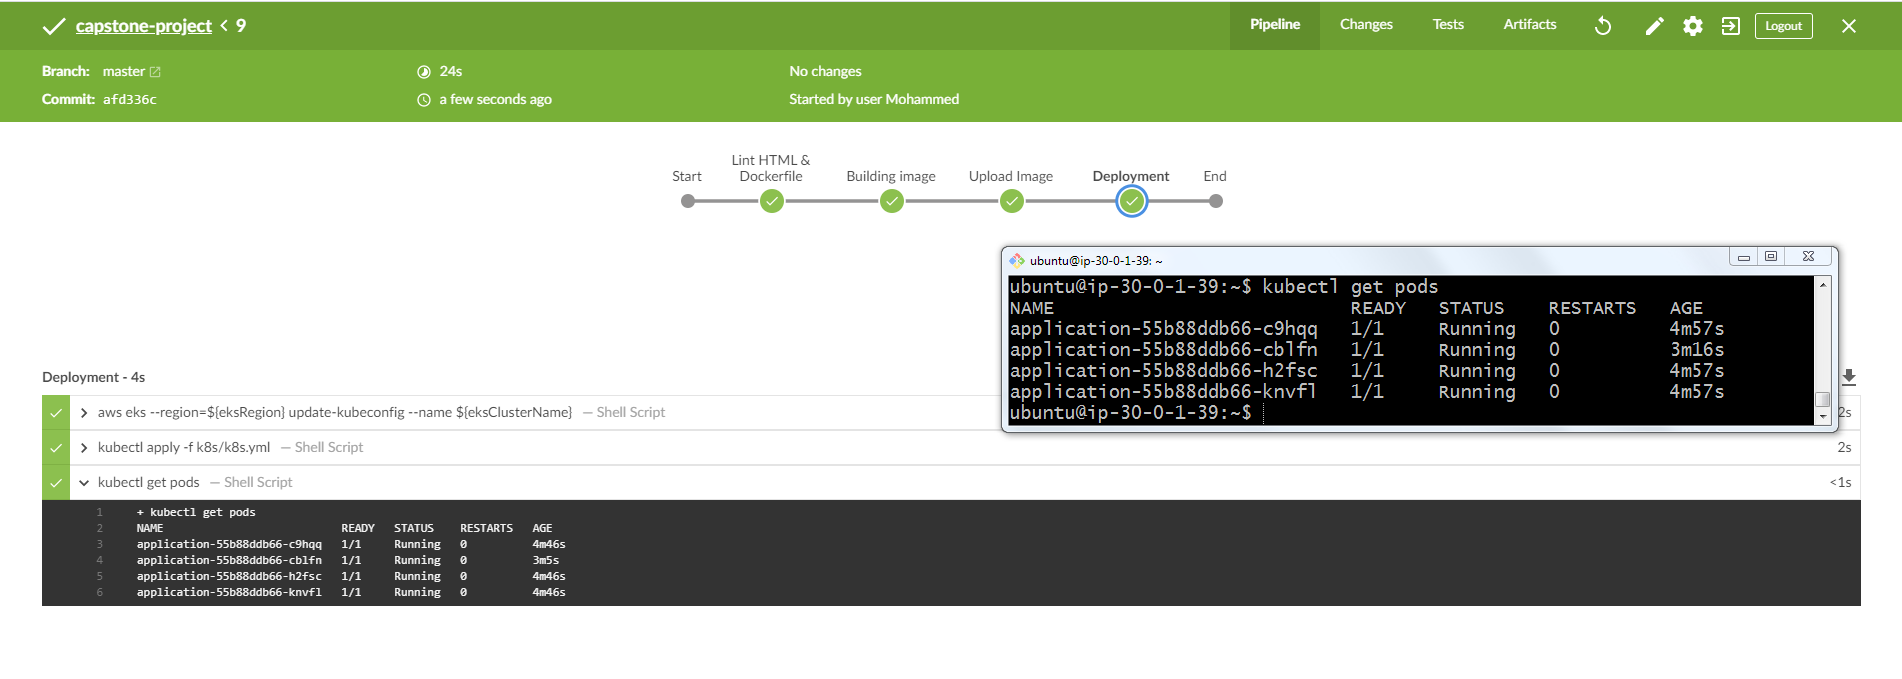 capstone-project < 9
Pipeline Changes Tests Artifacts Logout
Branch: master
24s
No changes
Commit: afd336c
a few seconds ago
Started by user Mohammed
Start
Lint HTML &
Dockerfile
Building image
Upload Image
Deployment
End
ubuntu@ip-30-0-1-39: ~
ubuntu@ip-30-0-1-39:~$ kubectl get pods
NAME READY STATUS RESTARTS AGE
application-55b88ddb66-c9hqq 1/1 Running 0 4m57s
application-55b88ddb66-cblfn 1/1 Running 0 3m16s
application-55b88ddb66-h2fsc 1/1 Running 0 4m57s
application-55b88ddb66-knvfl 1/1 Running 0 4m57s
ubuntu@ip-30-0-1-39:~$
Deployment - 4s
aws eks --region=${eksRegion} update-kubeconfig --name ${eksClusterName} — Shell Script 2s
kubectl apply -f k8s/k8s.yml — Shell Script 2s
kubectl get pods — Shell Script <1s
1 + kubectl get pods
2 NAME READY STATUS RESTARTS AGE
3 application-55b88ddb66-c9hqq 1/1 Running 0 4m46s
4 application-55b88ddb66-cblfn 1/1 Running 0 3m5s
5 application-55b88ddb66-h2fsc 1/1 Running 0 4m46s
6 application-55b88ddb66-knvfl 1/1 Running 0 4m46s